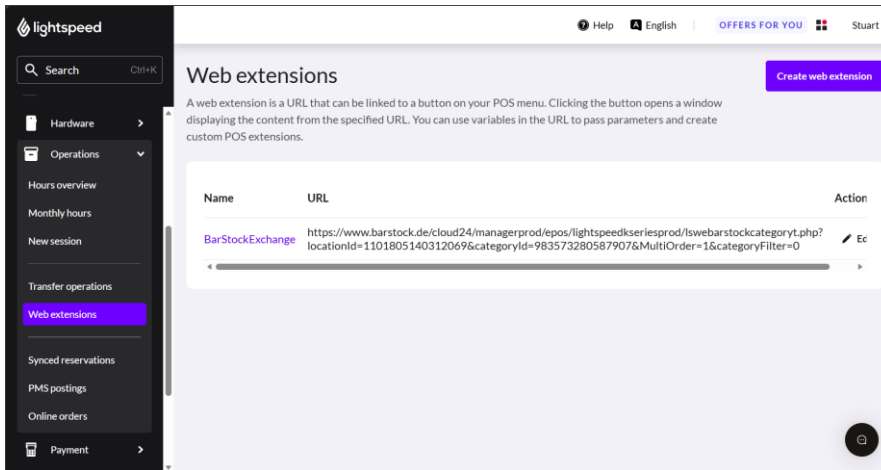 lightspeed
Help English OFFERS FOR YOU Stuart
Search Ctrl+K
Hardware
Operations
Hours overview
Monthly hours
New session
Transfer operations
Web extensions
Synced reservations
PMS postings
Online orders
Payment
Web extensions
Create web extension
A web extension is a URL that can be linked to a button on your POS menu. Clicking the button opens a window
displaying the content from the specified URL. You can use variables in the URL to pass parameters and create
custom POS extensions.
Name URL Action
BarStockExchange
https://www.barstock.de/cloud24/managerprod/epos/lightspeedkseriesprod/lswebarstockcategoryt.php?
locationId=1101805140312069&categoryId=983573280587907&MultiOrder=1&categoryFilter=0
Ec